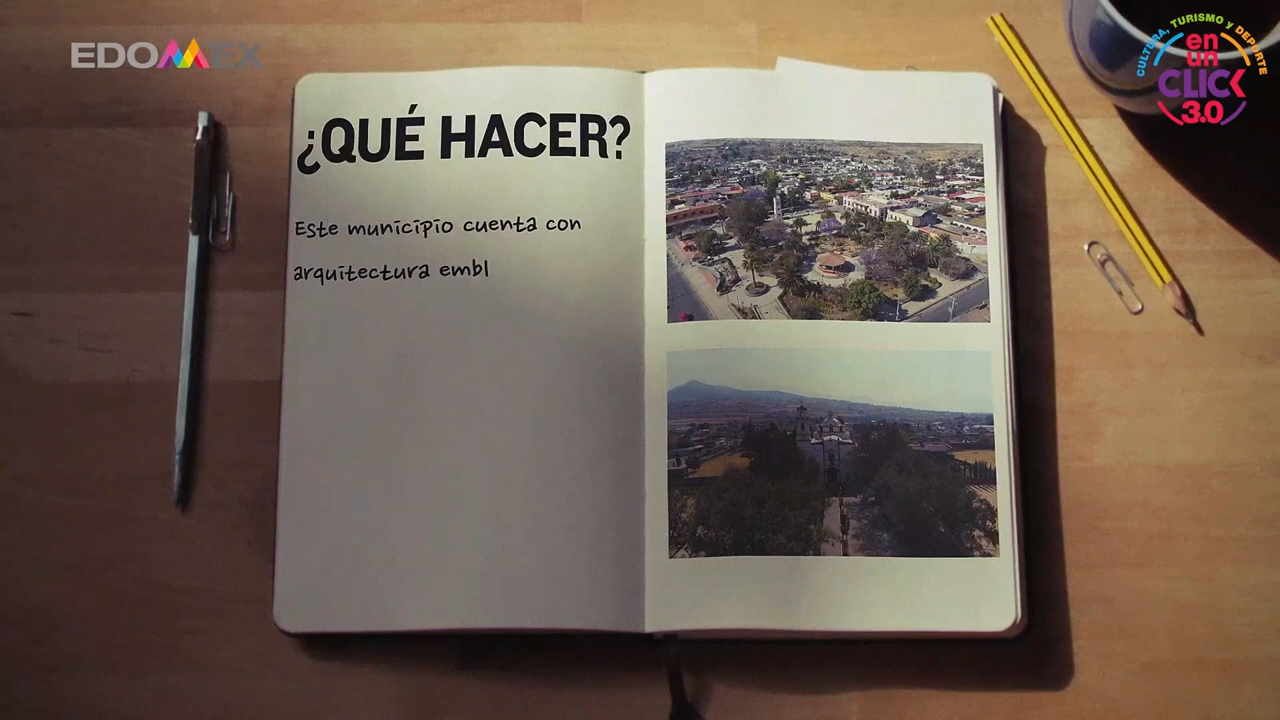 EDOMEX
CULTURA, TURISMO y DEPORTE
en
un
CLICK
3.0
¿QUÉ HACER?
Este municipio cuenta con
arquitectura embl